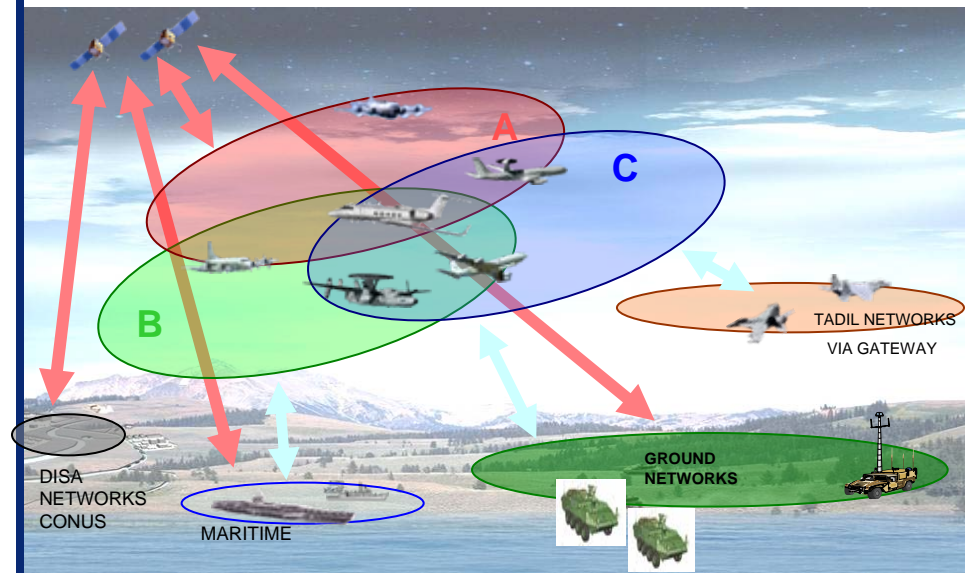 A
C
B
TADIL NETWORKS
VIA GATEWAY
GROUND
NETWORKS
DISA
NETWORKS
CONUS
MARITIME